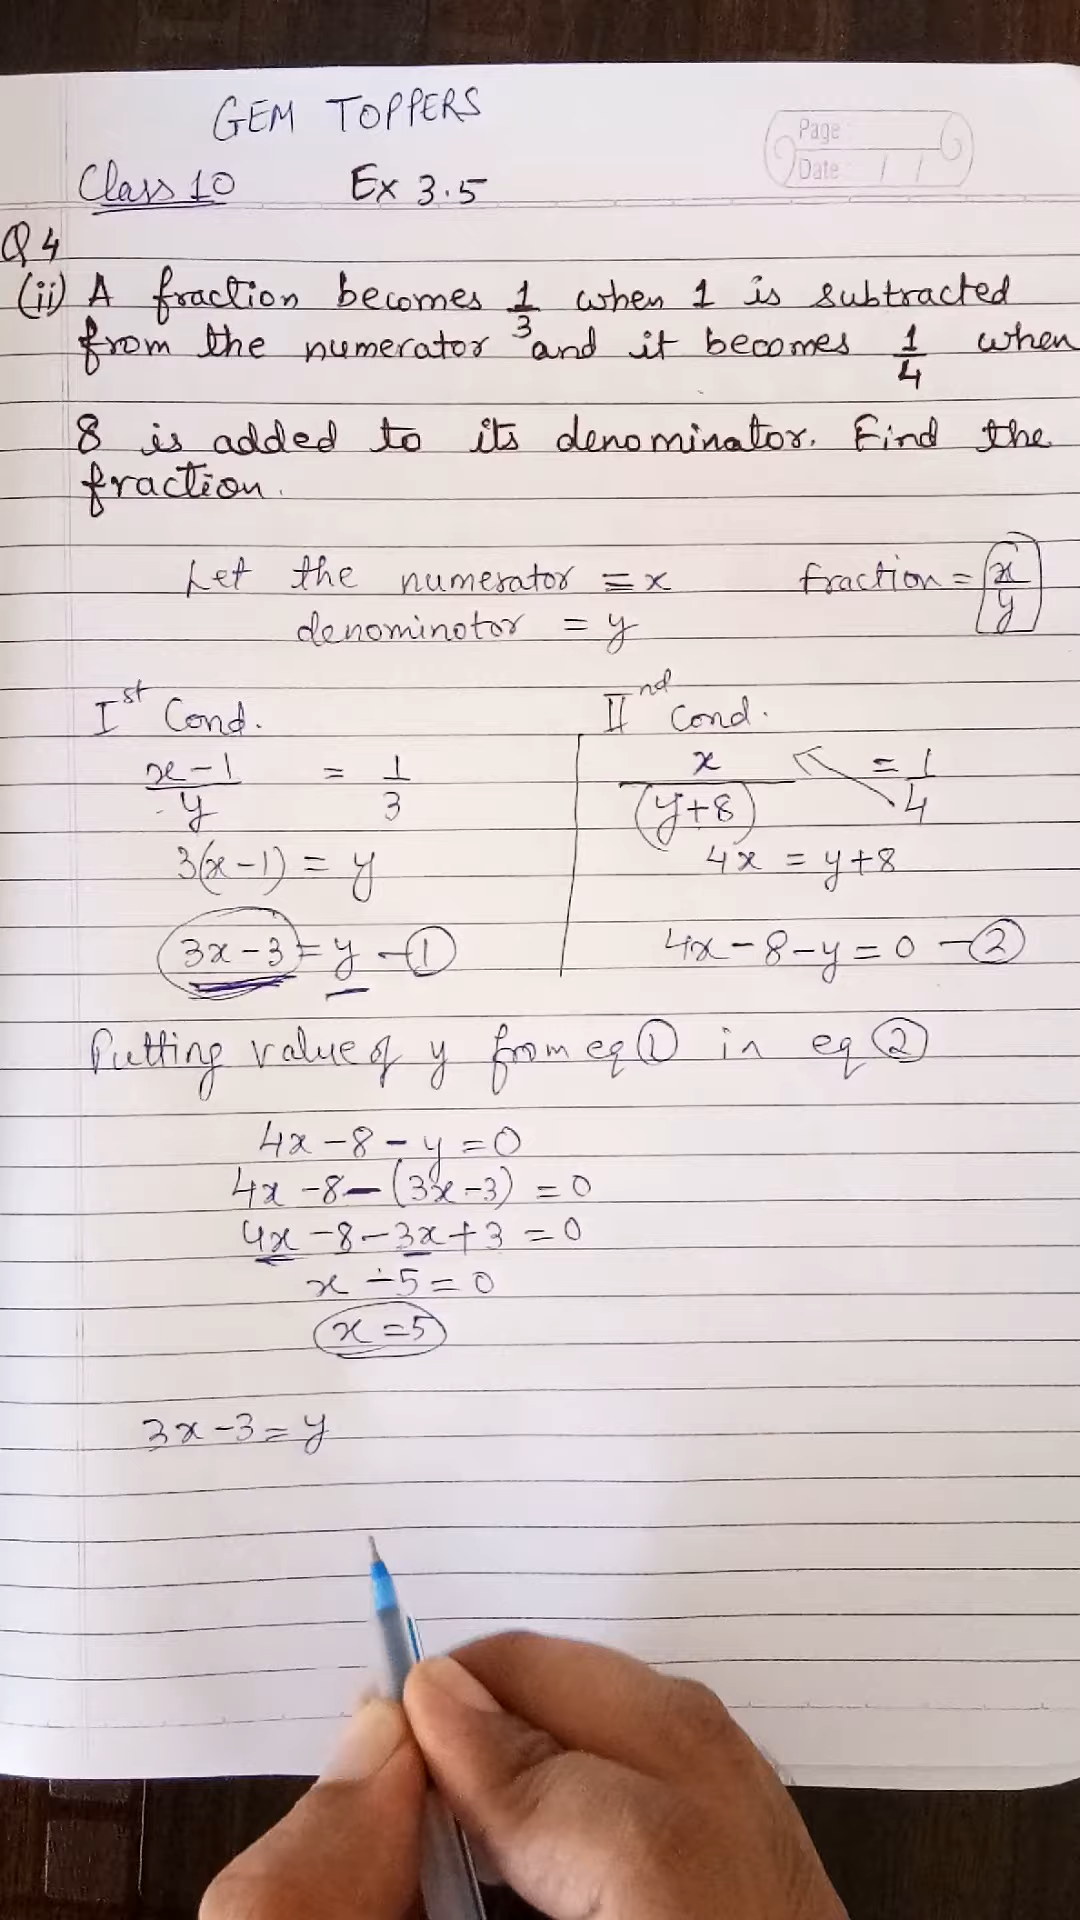 GEM TOPPERS
Page
Date / /
Class 10 Ex 3.5
Q4
(ii) A fraction becomes 1/3 when 1 is subtracted
from the numerator and it becomes 1/4 when
8 is added to its denominator. Find the
fraction.
Let the numerator = x fraction = x/y
denominotor = y
Ist Cond.
x-1/y = 1/3
3(x-1) = y
3x-3 = y -①
IInd Cond.
x/(y+8) = 1/4
4x = y+8
4x-8-y=0 -②
Putting value of y from eq ① in eq ②
4x-8-y=0
4x-8-(3x-3)=0
4x-8-3x+3=0
x-5=0
x=5
3x-3=y